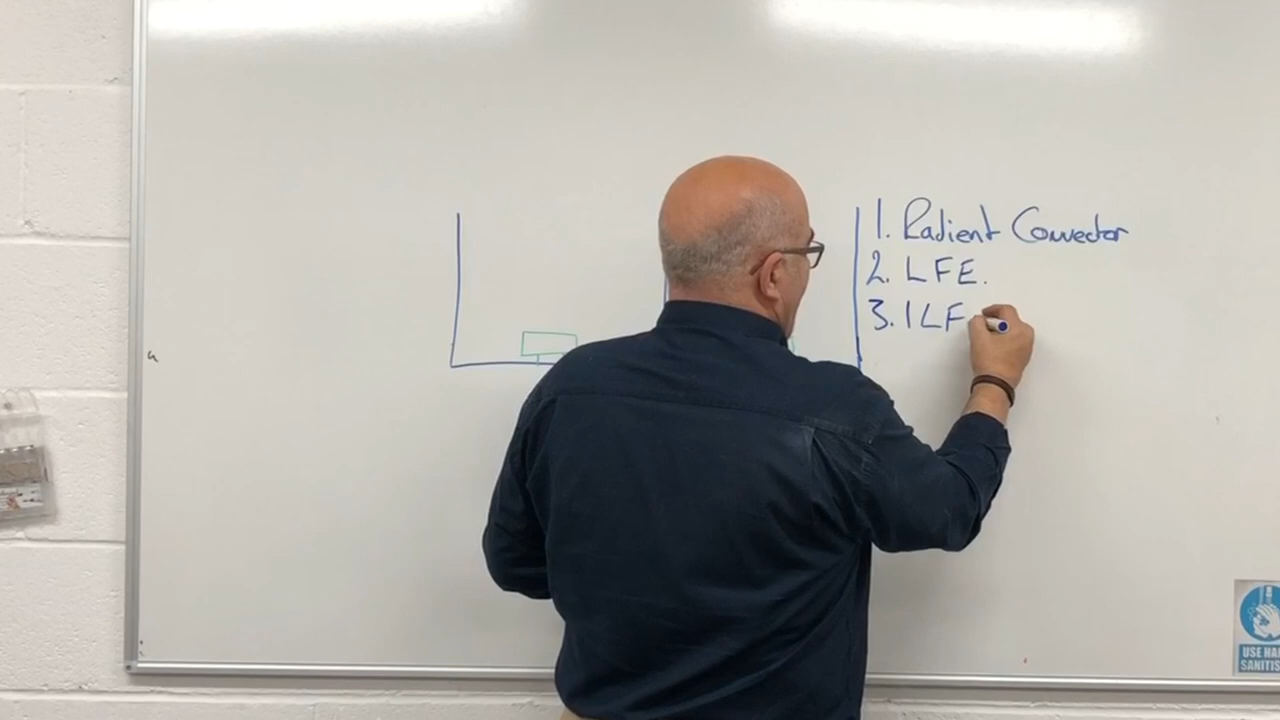 1. Radient Convector
2. LFE.
3. ILF
USE HA
SANITIS